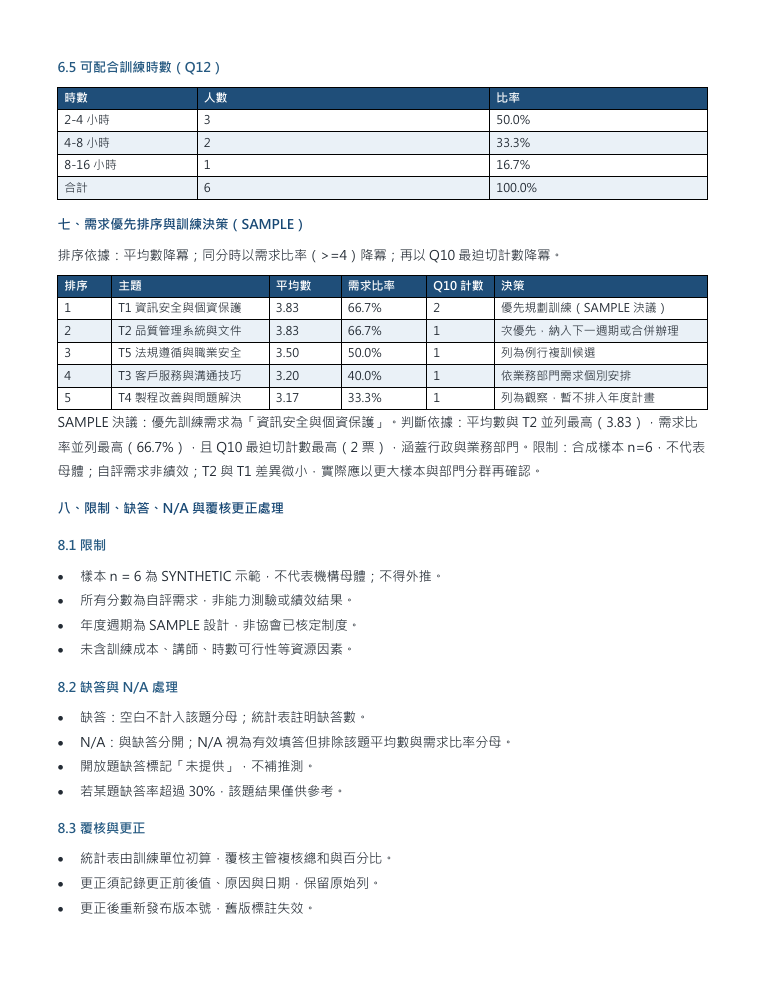 6.5 可配合訓練時數（Q12）
時數 人數 比率
2-4 小時 3 50.0%
4-8 小時 2 33.3%
8-16 小時 1 16.7%
合計 6 100.0%
七、需求優先排序與訓練決策（SAMPLE）
排序依據：平均數降冪；同分時以需求比率（>=4）降冪；再以 Q10 最迫切計數降冪。
排序 主題 平均數 需求比率 Q10 計數 決策
1 T1 資訊安全與個資保護 3.83 66.7% 2 優先規劃訓練（SAMPLE 決議）
2 T2 品質管理系統與文件 3.83 66.7% 1 次優先，納入下一週期或合併辦理
3 T5 法規遵循與職業安全 3.50 50.0% 1 列為例行複訓候選
4 T3 客戶服務與溝通技巧 3.20 40.0% 1 依業務部門需求個別安排
5 T4 製程改善與問題解決 3.17 33.3% 1 列為觀察，暫不排入年度計畫
SAMPLE 決議：優先訓練需求為「資訊安全與個資保護」。判斷依據：平均數與 T2 並列最高（3.83），需求比
率並列最高（66.7%），且 Q10 最迫切計數最高（2 票），涵蓋行政與業務部門。限制：合成樣本 n=6，不代表
母體；自評需求非績效；T2 與 T1 差異微小，實際應以更大樣本與部門分群再確認。
八、限制、缺答、N/A 與覆核更正處理
8.1 限制
• 樣本 n = 6 為 SYNTHETIC 示範，不代表機構母體；不得外推。
• 所有分數為自評需求，非能力測驗或績效結果。
• 年度週期為 SAMPLE 設計，非協會已核定制度。
• 未含訓練成本、講師、時數可行性等資源因素。
8.2 缺答與 N/A 處理
• 缺答：空白不計入該題分母；統計表註明缺答數。
• N/A：與缺答分開；N/A 視為有效填答但排除該題平均數與需求比率分母。
• 開放題缺答標記「未提供」，不補推測。
• 若某題缺答率超過 30%，該題結果僅供參考。
8.3 覆核與更正
• 統計表由訓練單位初算，覆核主管複核總和與百分比。
• 更正須記錄更正前後值、原因與日期，保留原始列。
• 更正後重新發布版本號，舊版標註失效。